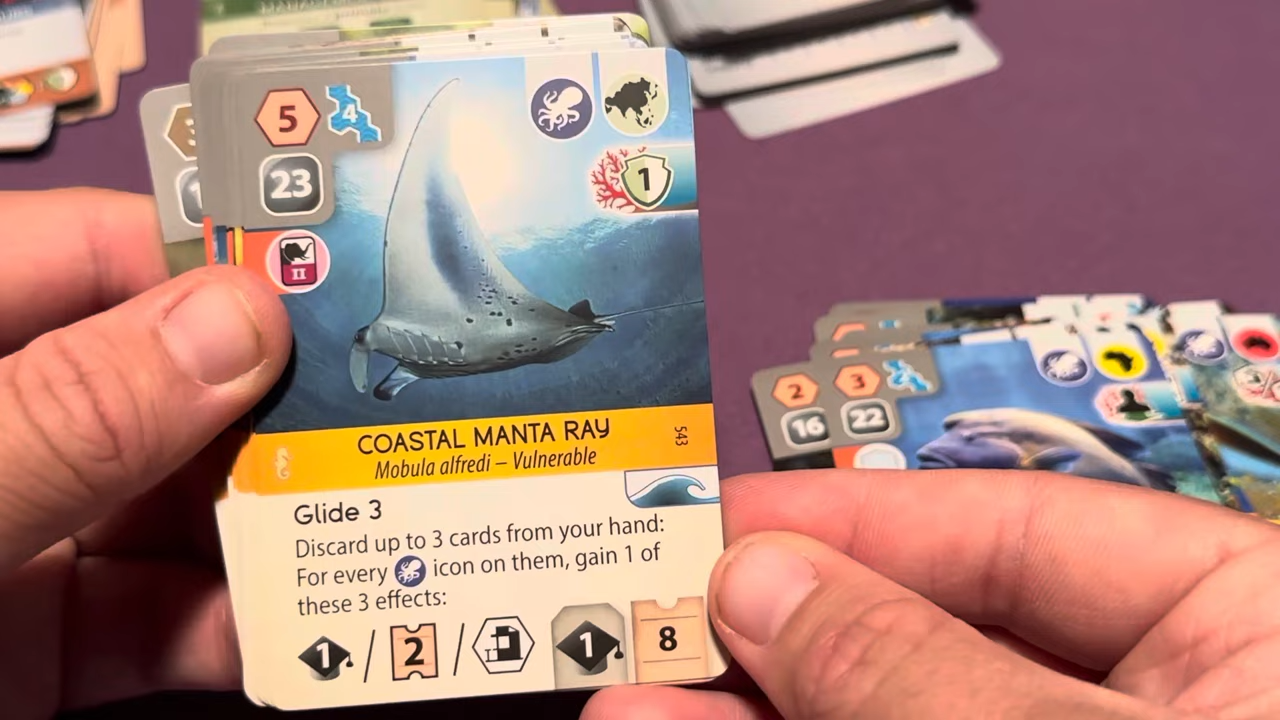 5
4
23
1
II
COASTAL MANTA RAY
543
Mobula alfredi – Vulnerable
Glide 3
Discard up to 3 cards from your hand:
For every icon on them, gain 1 of
these 3 effects:
1 / 2 / 1 8
2
3
16
22